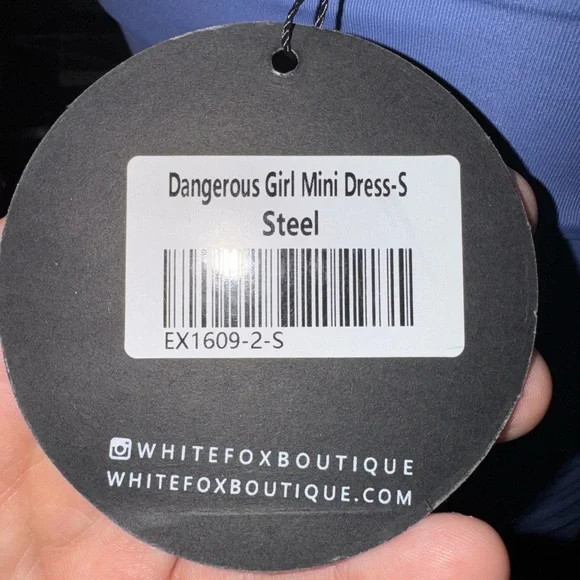 Dangerous Girl Mini Dress-S
Steel
EX1609-2-S
WHITEFOXBOUTIQUE
WHITEFOXBOUTIQUE.COM